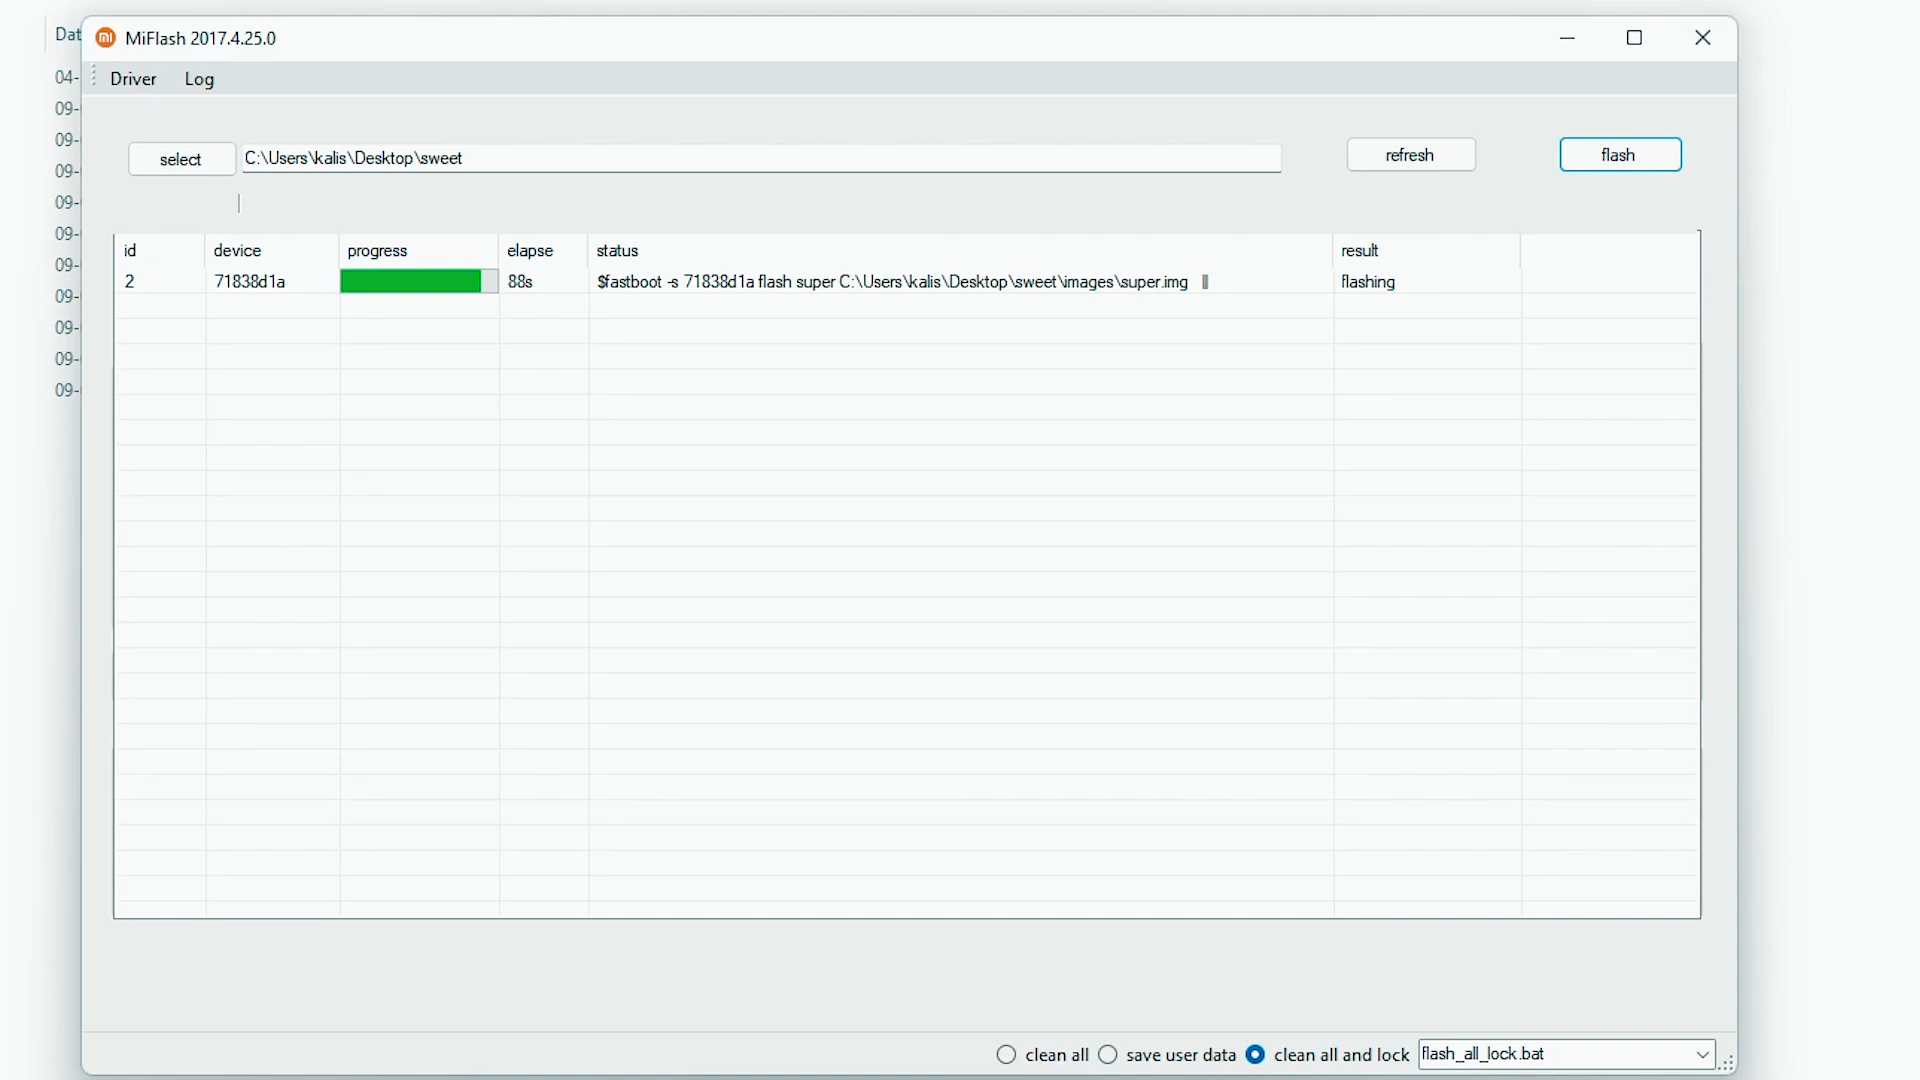 Dat
MiFlash 2017.4.25.0
Driver Log
select C:\Users\kalis\Desktop\sweet refresh flash
id device progress elapse status result
2 71838d1a 88s $fastboot -s 71838d1a flash super C:\Users\kalis\Desktop\sweet\images\super.img || flashing
04-
09-
09-
09-
09-
09-
09-
09-
09-
09-
09-
clean all save user data clean all and lock flash_all_lock.bat